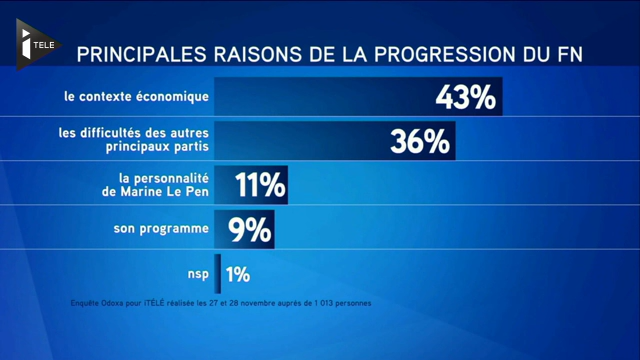 i
TÉLÉ
PRINCIPALES RAISONS DE LA PROGRESSION DU FN
le contexte économique
43%
les difficultés des autres
principaux partis
36%
la personnalité
de Marine Le Pen
11%
son programme
9%
nsp
1%
Enquête Odoxa pour iTÉLÉ réalisée les 27 et 28 novembre auprès de 1 013 personnes